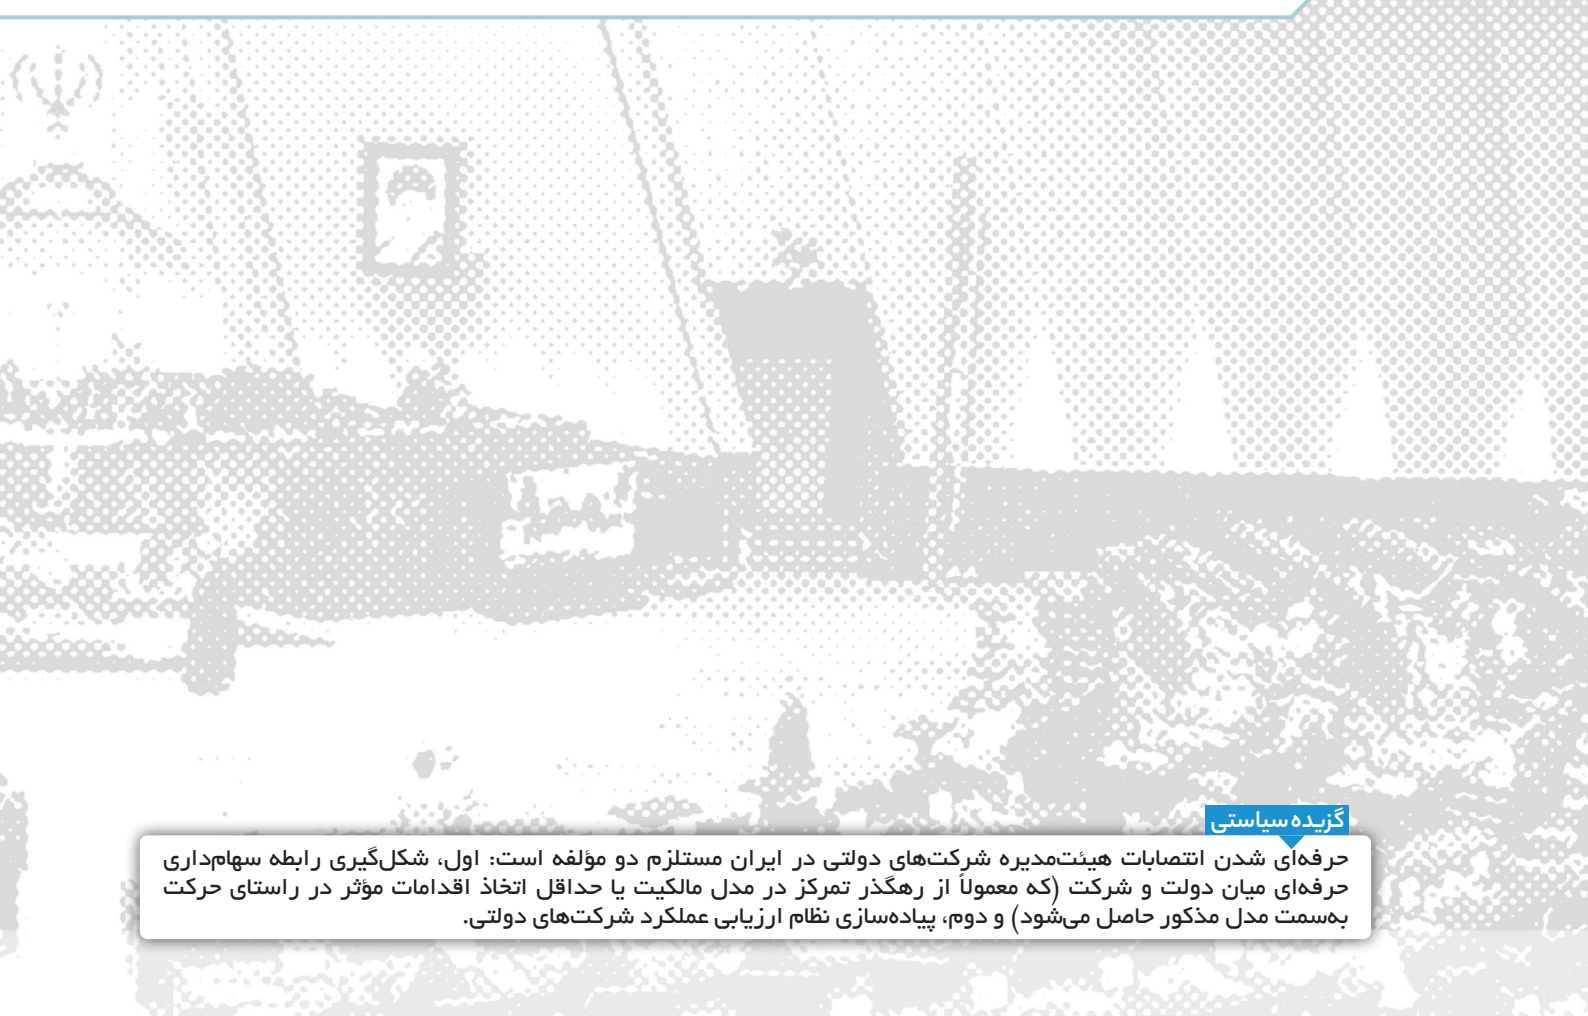 گزیده سیاستی
حرفه‌ای شدن انتصابات هیئت‌مدیره شرکت‌های دولتی در ایران مستلزم دو مؤلفه است: اول، شکل‌گیری رابطه سهام‌داری
حرفه‌ای میان دولت و شرکت (که معمولاً از رهگذر تمرکز در مدل مالکیت یا حداقل اتخاذ اقدامات مؤثر در راستای حرکت
به‌سمت مدل مذکور حاصل می‌شود) و دوم، پیاده‌سازی نظام ارزیابی عملکرد شرکت‌های دولتی.